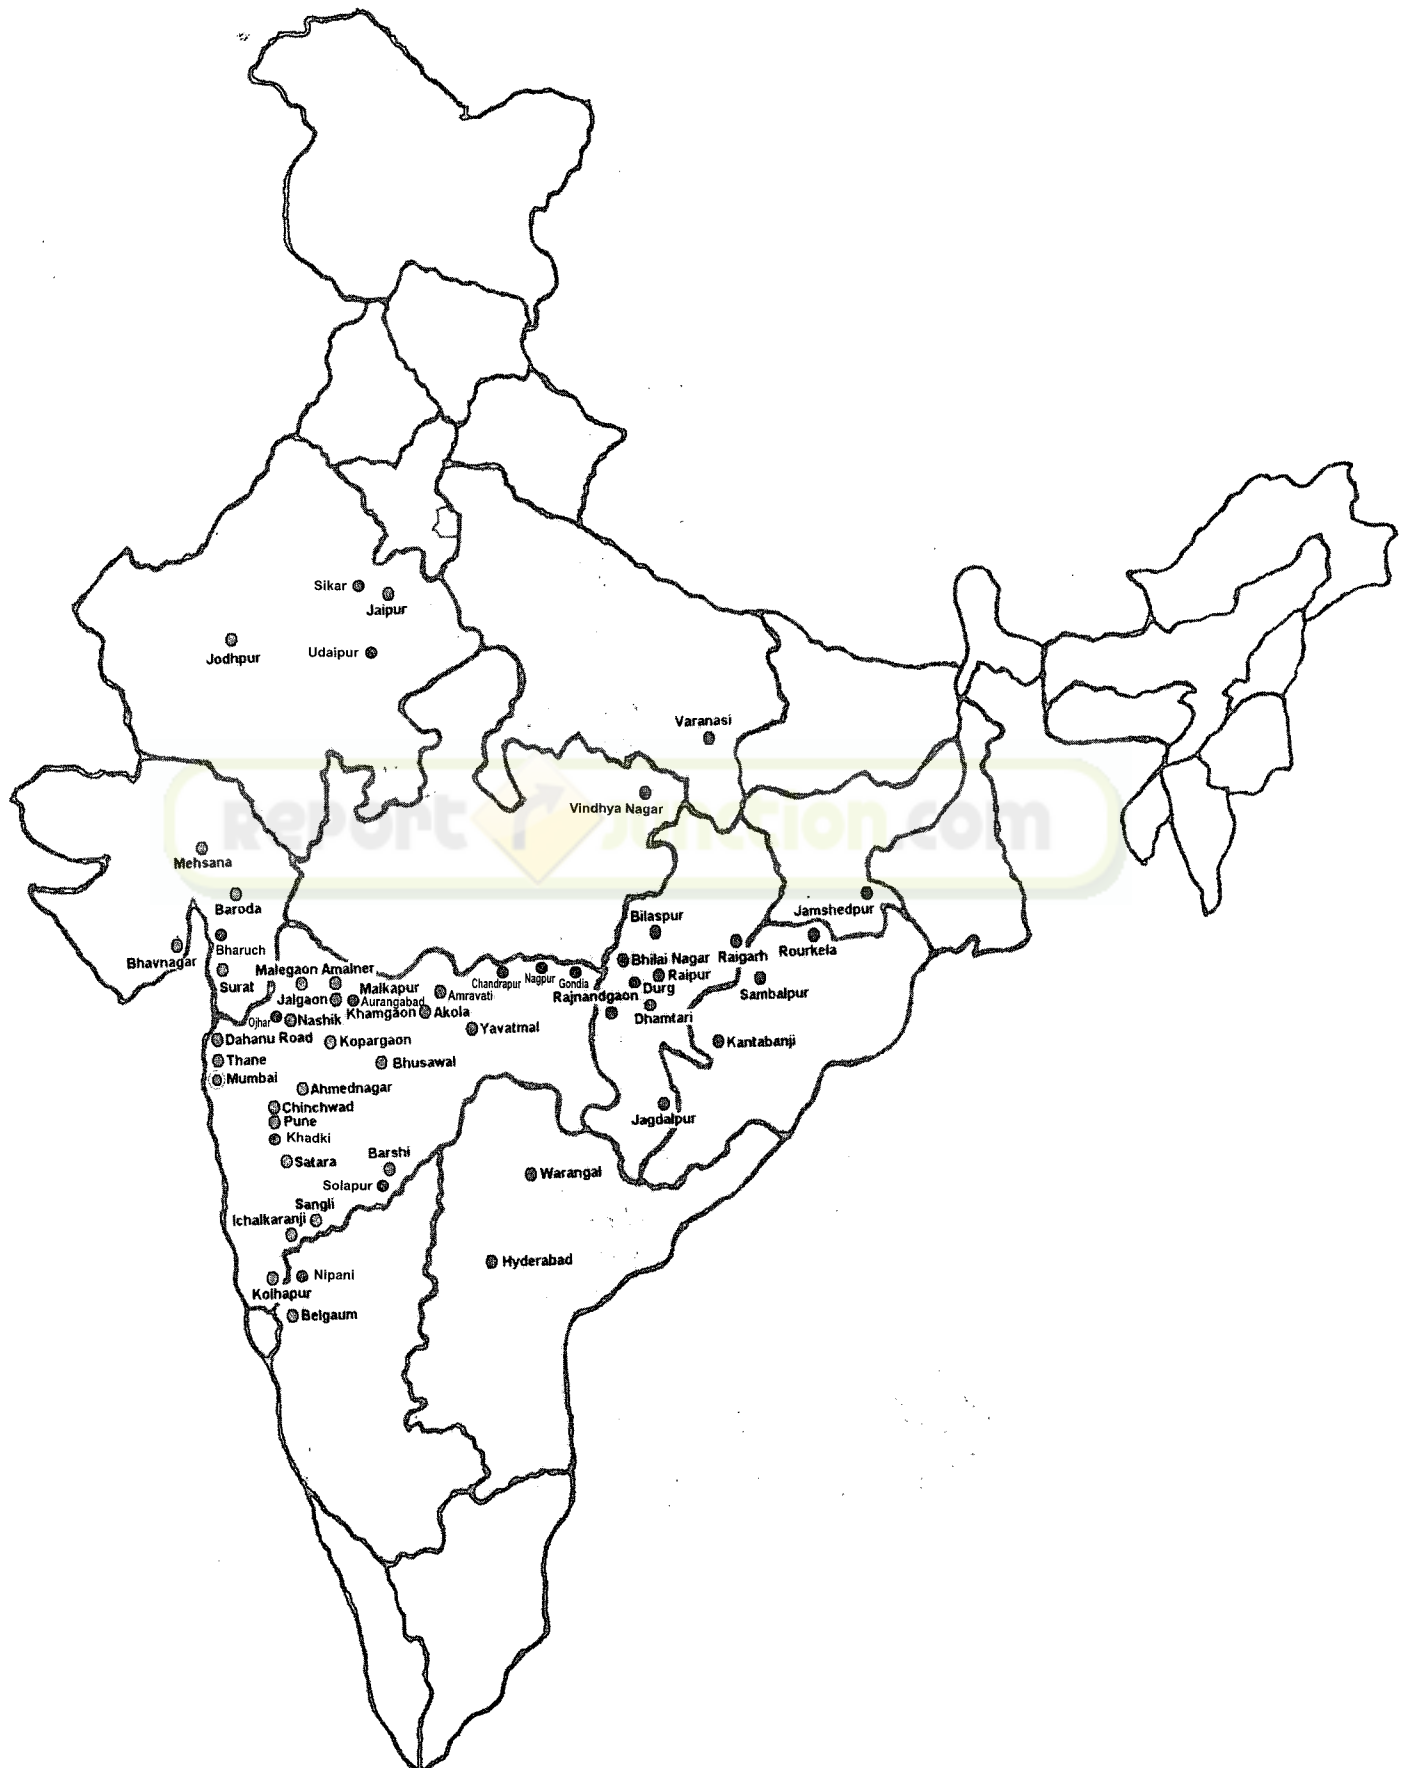 Sikar
Jaipur
Jodhpur
Udaipur
Varanasi
Vindhya Nagar
RePORT junction.com
Mehsana
Baroda
Jamshedpur
Bilaspur
Bharuch
Bhavnagar
Rourkela
Raigarh
Bhilai Nagar
Malegaon Amalner
Raipur
Surat
Chandrapur
Nagpur
Gondia
Malkapur
Durg
Sambalpur
Jalgaon
Aurangabad
Amravati
Rajnandgaon
Khamgaon
Akola
Dhamtari
Ojhar
Nashik
Yavatmal
Dahanu Road
Kopargaon
Kantabanji
Thane
Bhusawal
Mumbai
Ahmednagar
Chinchwad
Pune
Jagdalpur
Khadki
Barshi
Satara
Warangal
Solapur
Sangli
Ichalkaranji
Hyderabad
Nipani
Kolhapur
Belgaum